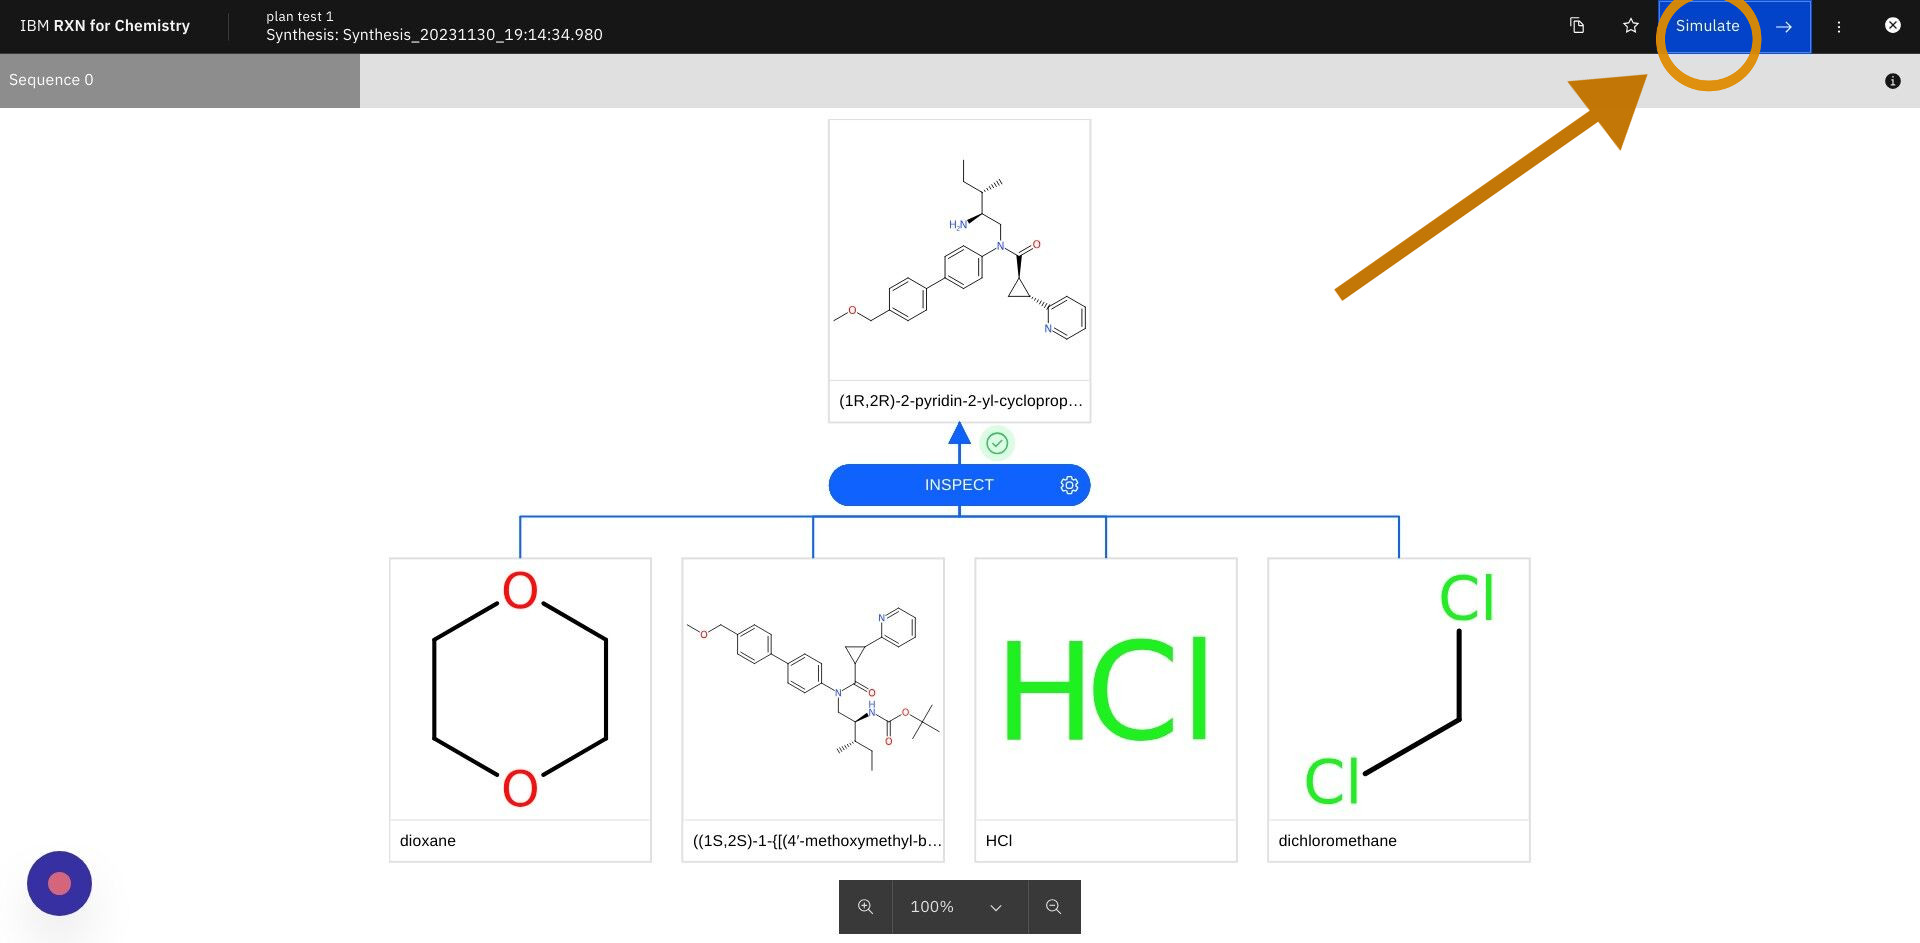 IBM RXN for Chemistry
plan test 1
Synthesis: Synthesis_20231130_19:14:34.980
Simulate
Sequence 0
H2N
N
O
O
N
(1R,2R)-2-pyridin-2-yl-cycloprop...
INSPECT
O
O
dioxane
N
O
N
O
H
N
O
O
((1S,2S)-1-{[(4'-methoxymethyl-b...
HCl
HCl
Cl
Cl
dichloromethane
100%